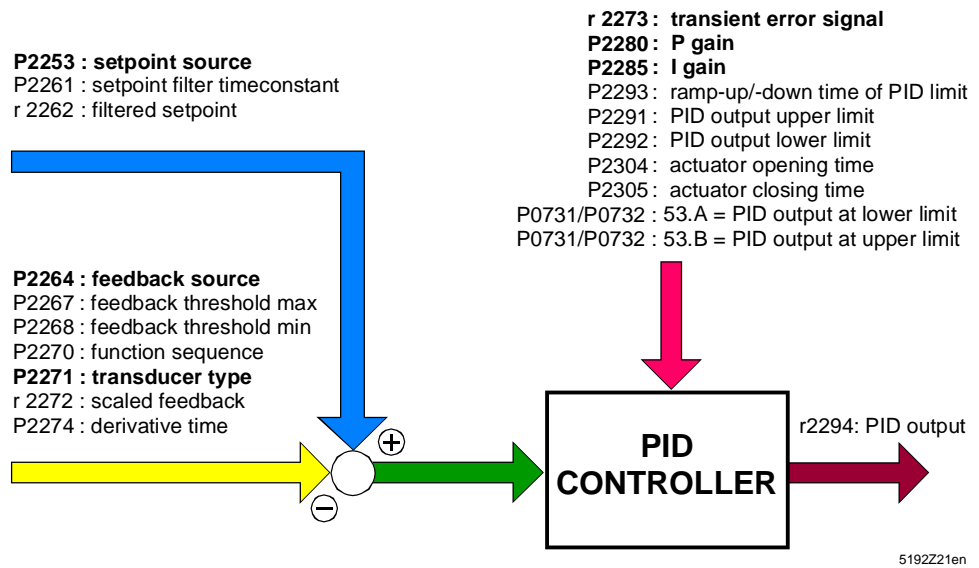 P2253 : setpoint source
P2261 : setpoint filter timeconstant
r 2262 : filtered setpoint
r 2273 : transient error signal
P2280 : P gain
P2285 : I gain
P2293 : ramp-up/-down time of PID limit
P2291 : PID output upper limit
P2292 : PID output lower limit
P2304 : actuator opening time
P2305 : actuator closing time
P0731/P0732 : 53.A = PID output at lower limit
P0731/P0732 : 53.B = PID output at upper limit
P2264 : feedback source
P2267 : feedback threshold max
P2268 : feedback threshold min
P2270 : function sequence
P2271 : transducer type
r 2272 : scaled feedback
P2274 : derivative time
+
−
PID
CONTROLLER
r2294: PID output
5192Z21en